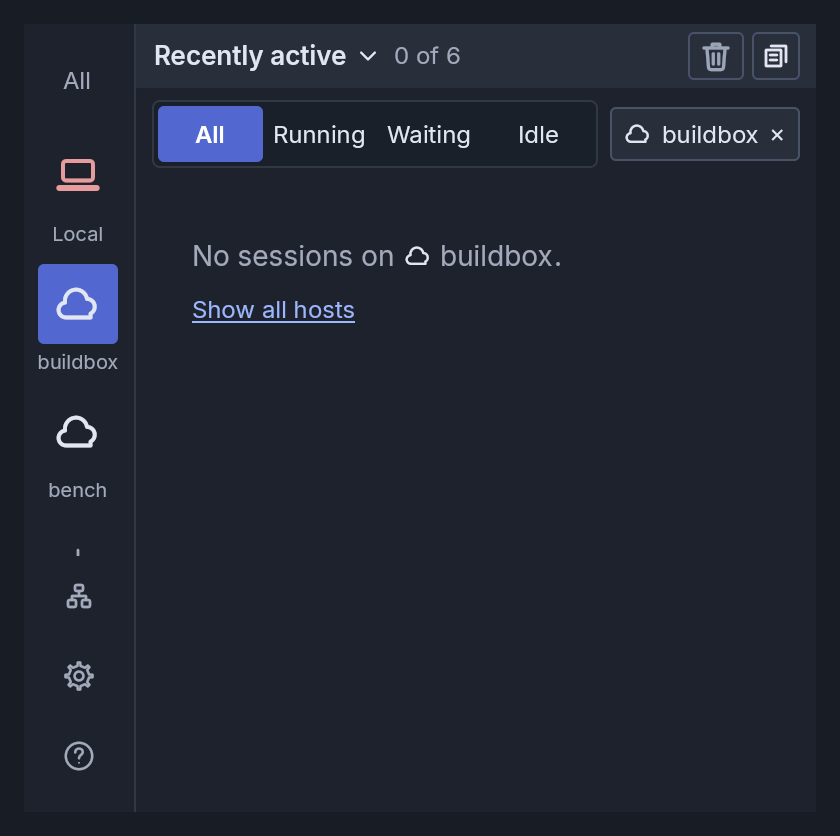 All
Local
buildbox
bench
Recently active 0 of 6
All Running Waiting Idle
buildbox ×
No sessions on buildbox.
Show all hosts